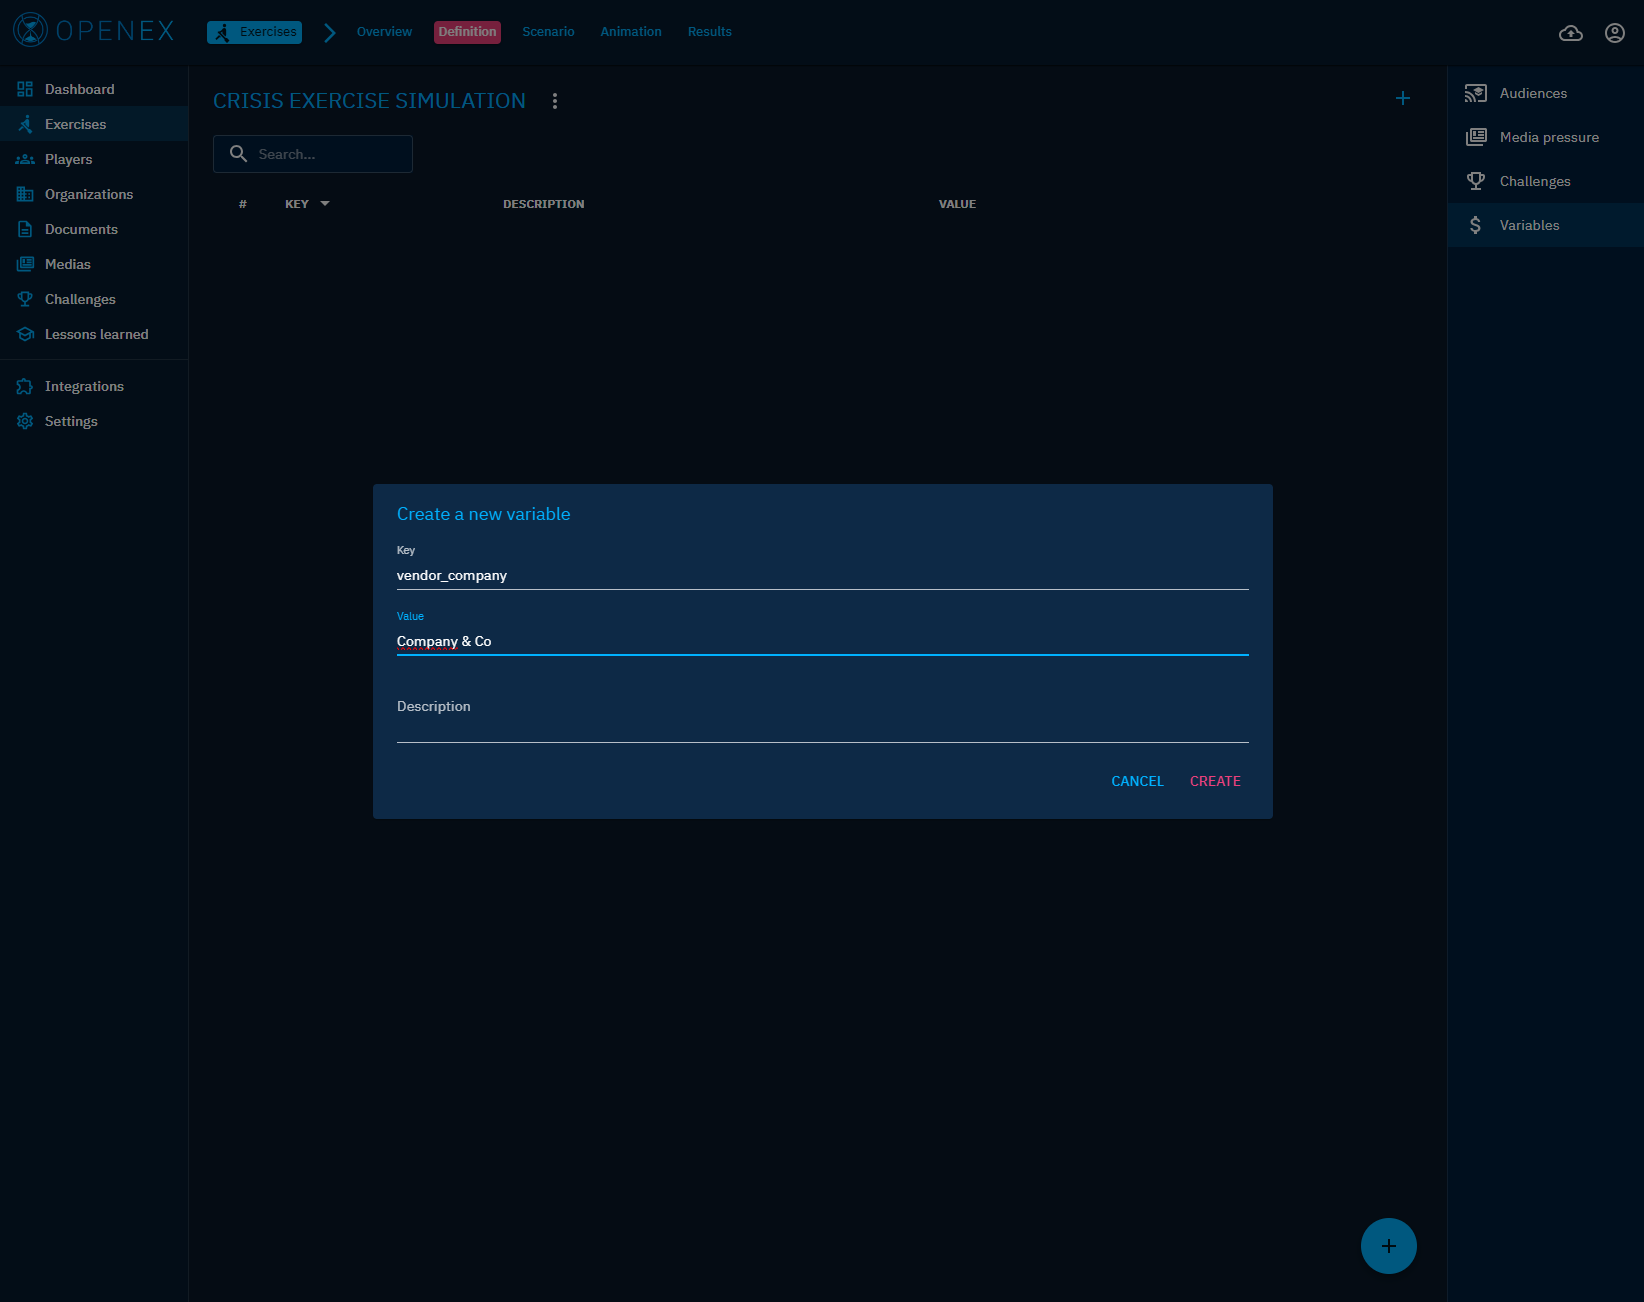 OPENEX
Exercises
Overview
Definition
Scenario
Animation
Results
Dashboard
Exercises
Players
Organizations
Documents
Medias
Challenges
Lessons learned
Integrations
Settings
CRISIS EXERCISE SIMULATION
Search...
# KEY DESCRIPTION VALUE
Create a new variable
Key
vendor_company
Value
Company & Co
Description
CANCEL CREATE
Audiences
Media pressure
Challenges
Variables